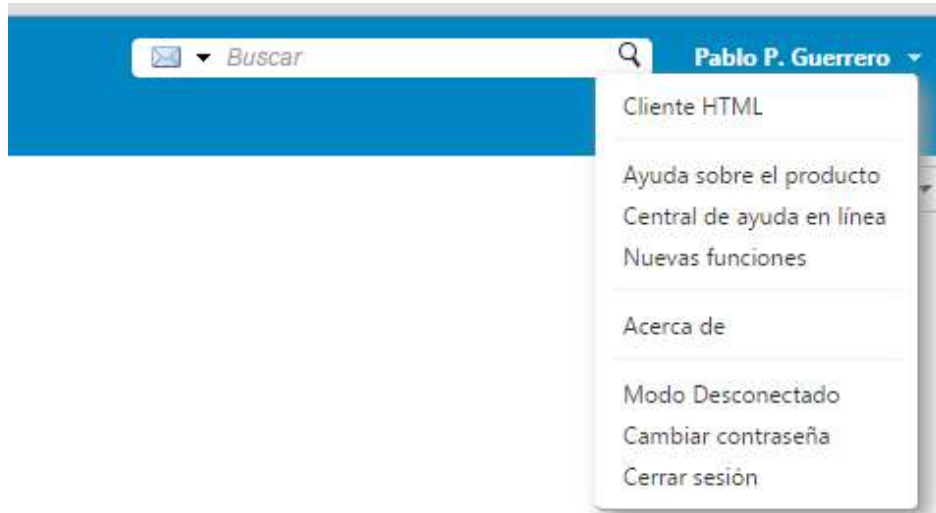 Buscar
Pablo P. Guerrero
Cliente HTML
Ayuda sobre el producto
Central de ayuda en línea
Nuevas funciones
Acerca de
Modo Desconectado
Cambiar contraseña
Cerrar sesión